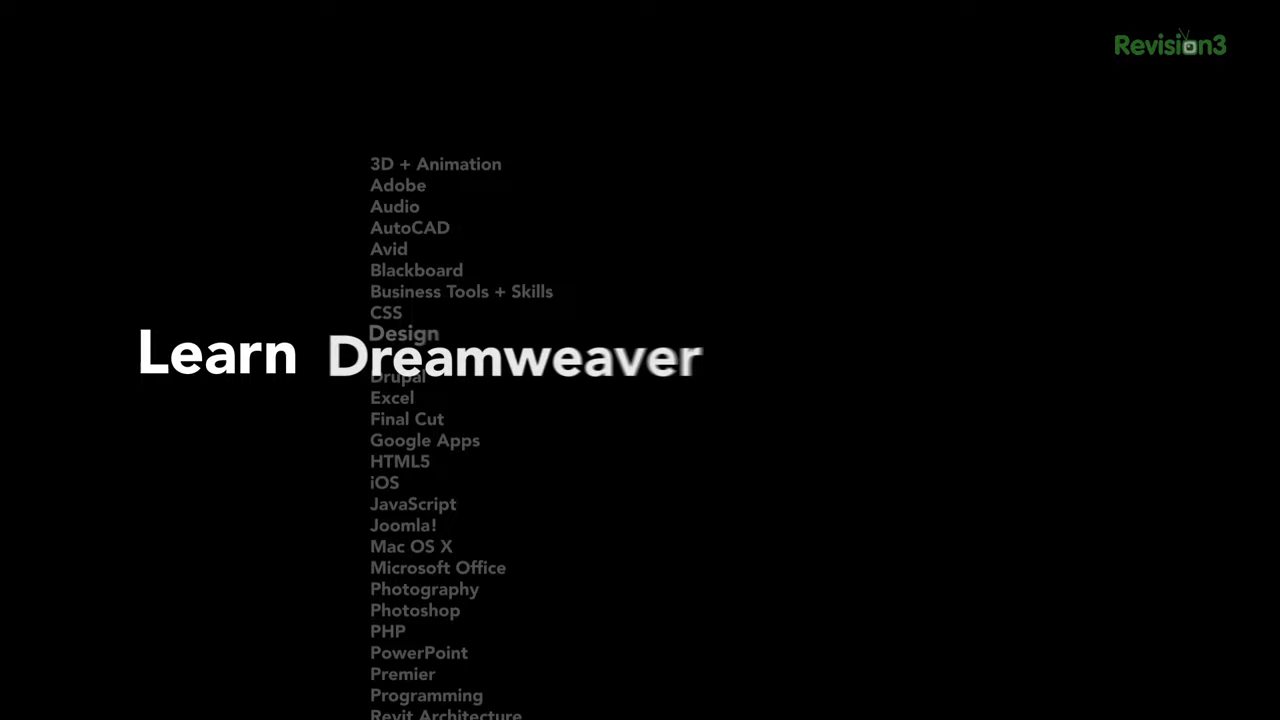 Revision3
3D + Animation
Adobe
Audio
AutoCAD
Avid
Blackboard
Business Tools + Skills
CSS
Design
Learn Dreamweaver
Drupal
Excel
Final Cut
Google Apps
HTML5
iOS
JavaScript
Joomla!
Mac OS X
Microsoft Office
Photography
Photoshop
PHP
PowerPoint
Premier
Programming
Revit Architecture